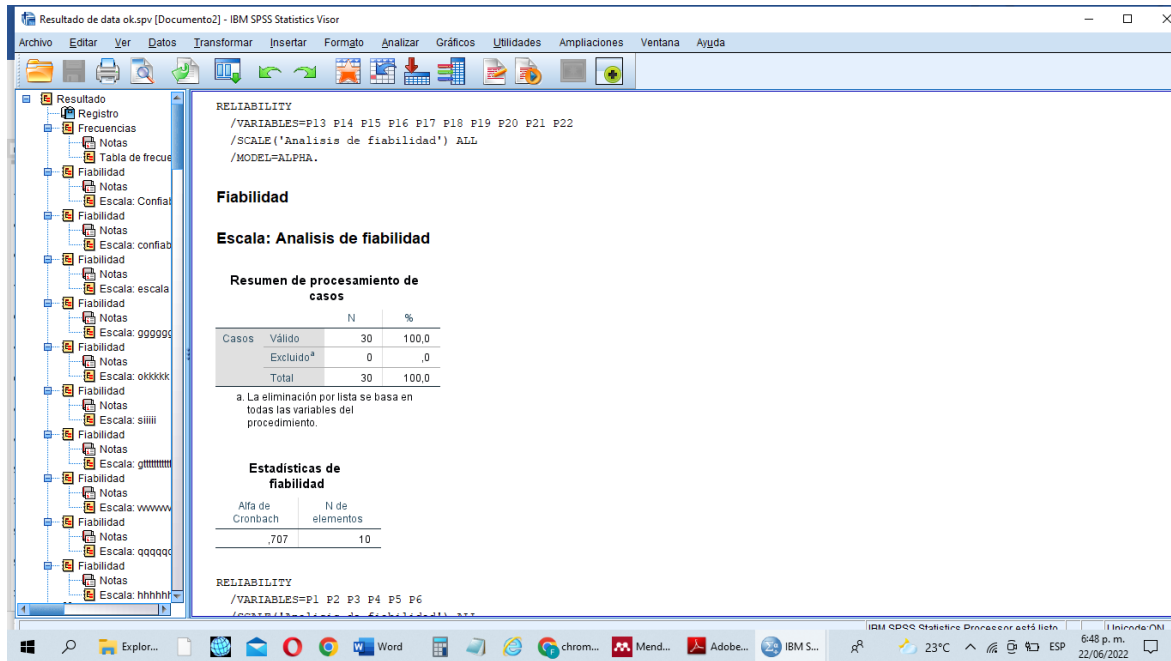 Resultado de data ok.spv [Documento2] - IBM SPSS Statistics Visor
Archivo Editar Ver Datos Transformar Insertar Formato Analizar Gráficos Utilidades Ampliaciones Ventana Ayuda
Resultado
Registro
Frecuencias
Notas
Tabla de frecue
Fiabilidad
Notas
Escala: Confial
Fiabilidad
Notas
Escala: confiab
Fiabilidad
Notas
Escala: escala
Fiabilidad
Notas
Escala: gggggg
Fiabilidad
Notas
Escala: okkkkk
Fiabilidad
Notas
Escala: siiiii
Fiabilidad
Notas
Fiabilidad
Notas
Fiabilidad
Notas
Escala: qqqqqc
Fiabilidad
Notas
Escala: hhhhhh
RELIABILITY
/VARIABLES=P13 P14 P15 P16 P17 P18 P19 P20 P21 P22
/SCALE('Analisis de fiabilidad') ALL
/MODEL=ALPHA.
Fiabilidad
Escala: Analisis de fiabilidad
Resumen de procesamiento de
casos
N %
Casos Válido 30 100,0
Excluido a 0 ,0
Total 30 100,0
a. La eliminación por lista se basa en
todas las variables del
procedimiento.
Estadísticas de
fiabilidad
Alfa de N de
Cronbach elementos
,707 10
RELIABILITY
/VARIABLES=P1 P2 P3 P4 P5 P6
/SCALE('Analisis de fiabilidad') ALL
IBM SPSS Statistics Processor está listo Unicode:ON
Explor... Word chrom... Mend... Adobe... IBM S... 23°C ESP 6:48 p. m.
22/06/2022